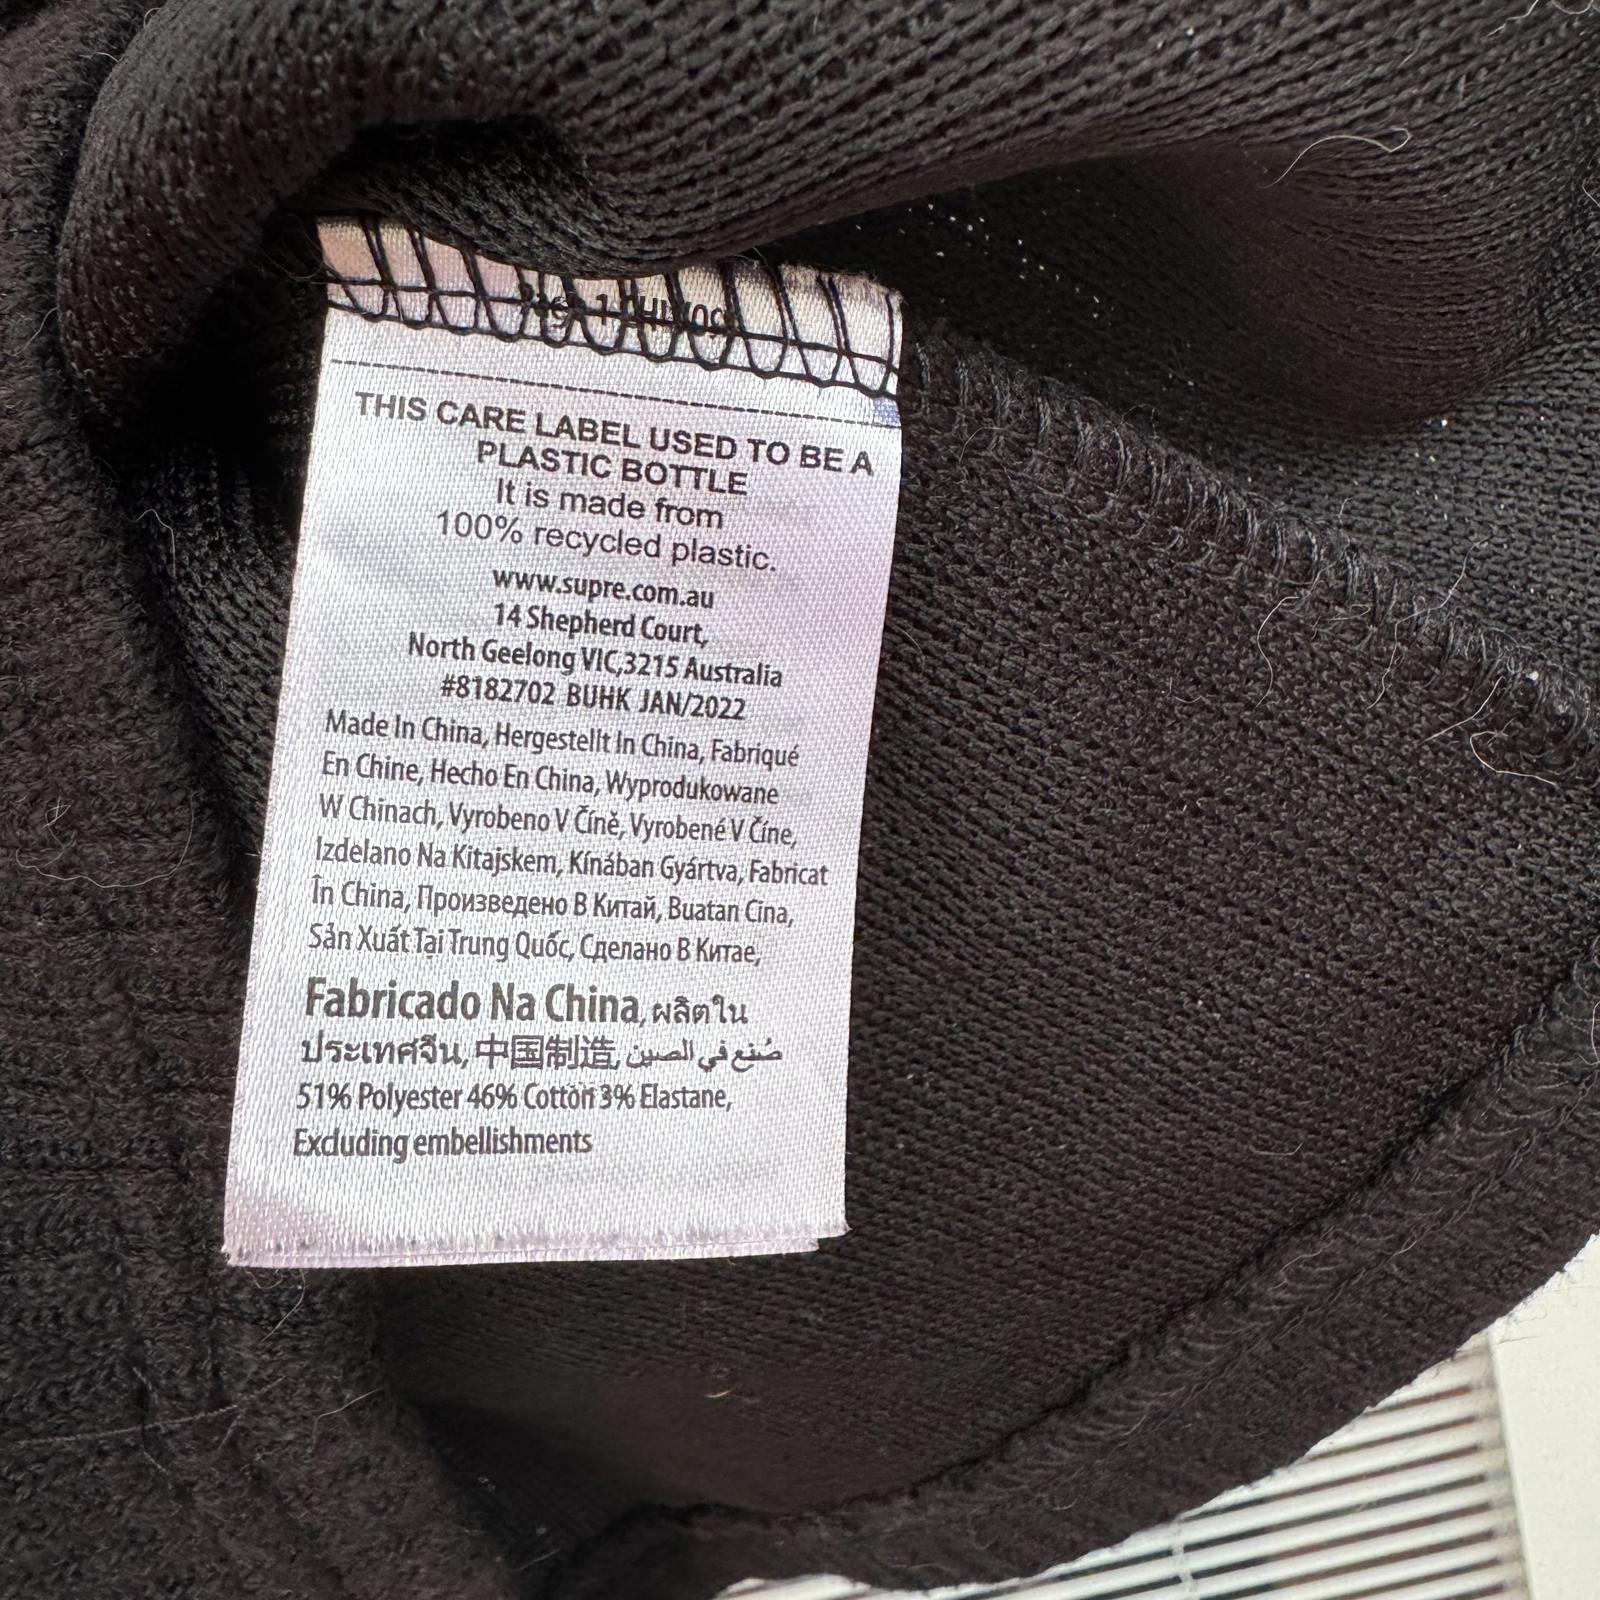 THIS CARE LABEL USED TO BE A
PLASTIC BOTTLE
It is made from
100% recycled plastic.
www.supre.com.au
14 Shepherd Court,
North Geelong VIC,3215 Australia
#8182702 BUHK JAN/2022
Made In China, Hergestellt In China, Fabriqué
En Chine, Hecho En China, Wyprodukowane
W Chinach, Vyrobeno V Číně, Vyrobené V Číne,
Izdelano Na Kitajskem, Kínában Gyártva, Fabricat
În China, Произведено В Китай, Buatan Cina,
Sản Xuất Tại Trung Quốc, Сделано В Китае,
Fabricado Na China, ผลิตใน
ประเทศจีน, 中国制造, صُنع في الصين
51% Polyester 46% Cotton 3% Elastane,
Excluding embellishments